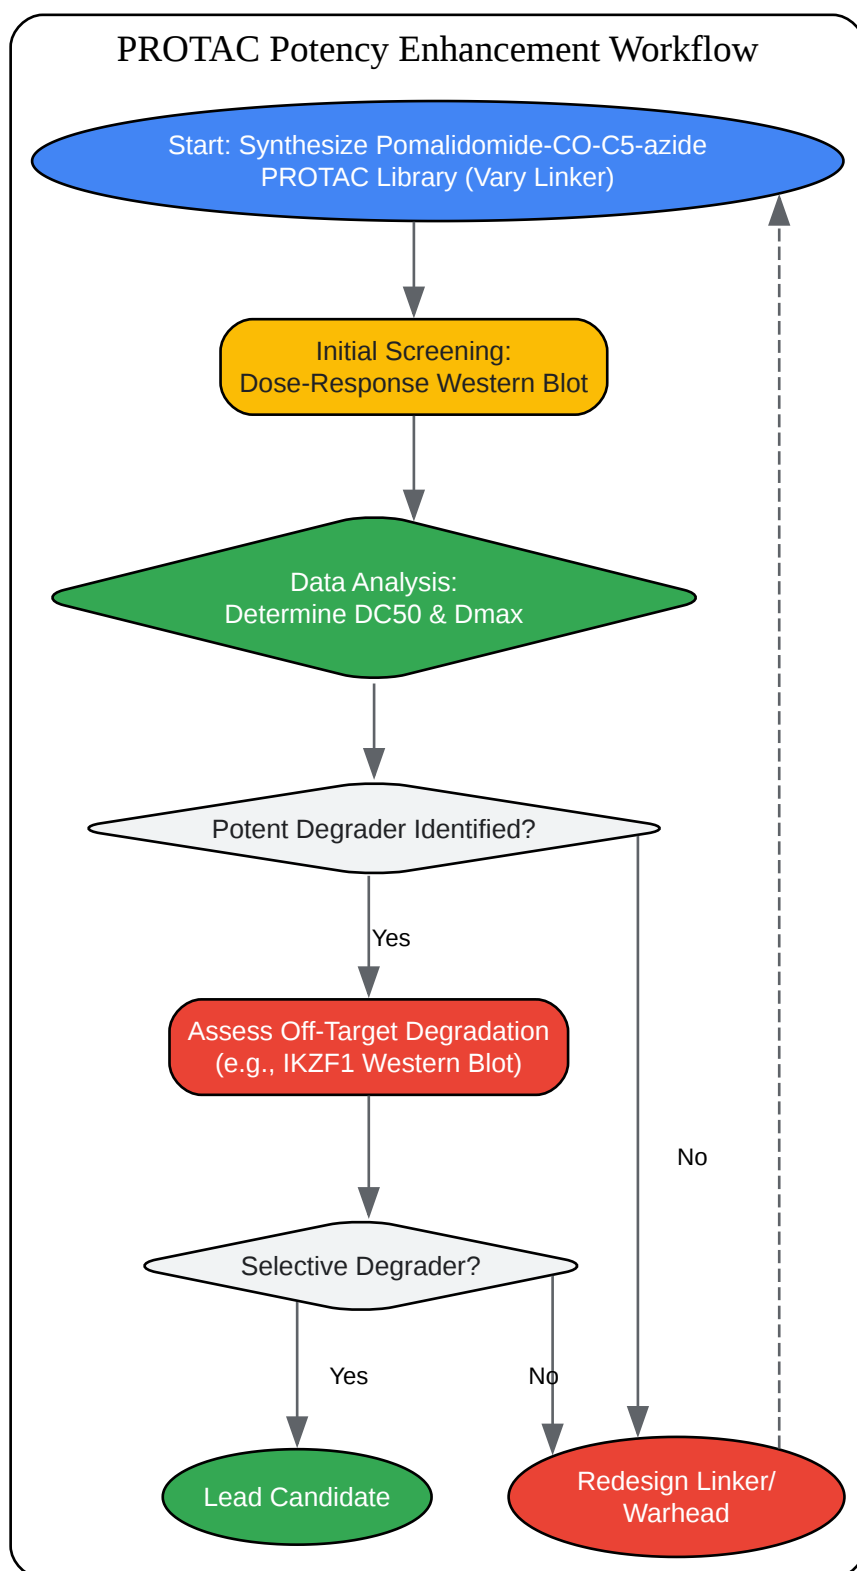 PROTAC Potency Enhancement Workflow
Start: Synthesize Pomalidomide-CO-C5-azide
PROTAC Library (Vary Linker)
Initial Screening:
Dose-Response Western Blot
Data Analysis:
Determine DC50 & Dmax
Potent Degrader Identified?
Yes
Assess Off-Target Degradation
(e.g., IKZF1 Western Blot)
No
Selective Degrader?
Yes
No
Lead Candidate
Redesign Linker/
Warhead